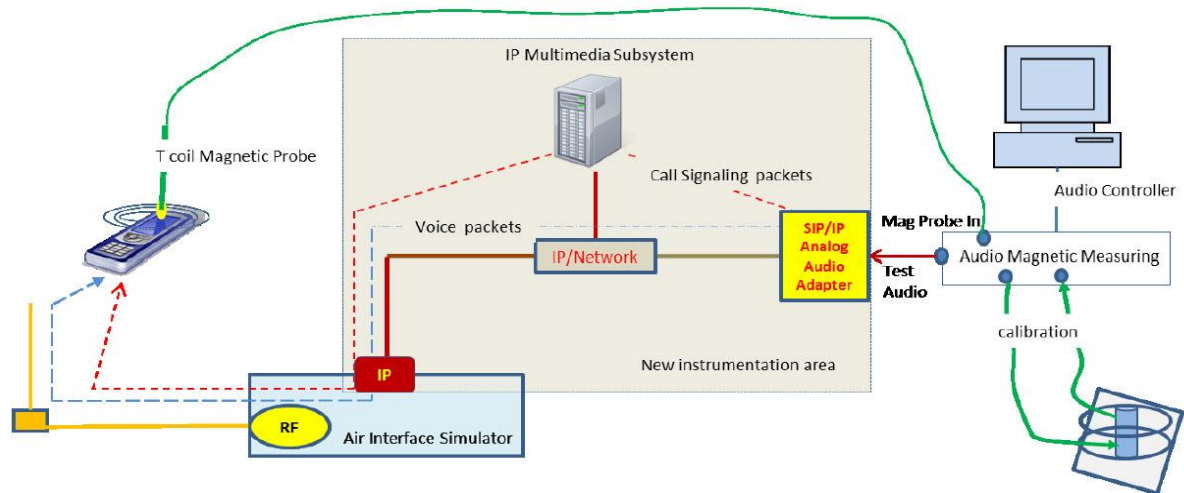 IP Multimedia Subsystem
T coil Magnetic Probe
Call Signaling packets
Audio Controller
Voice packets
Mag Probe In
SIP/IP
Analog
Audio
Adapter
IP/Network
Audio Magnetic Measuring
Test
Audio
calibration
New instrumentation area
IP
RF
Air Interface Simulator